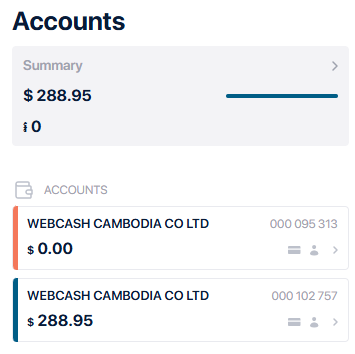 Accounts
Summary
$ 288.95
៛ 0
ACCOUNTS
WEBCASH CAMBODIA CO LTD 000 095 313
$ 0.00
WEBCASH CAMBODIA CO LTD 000 102 757
$ 288.95